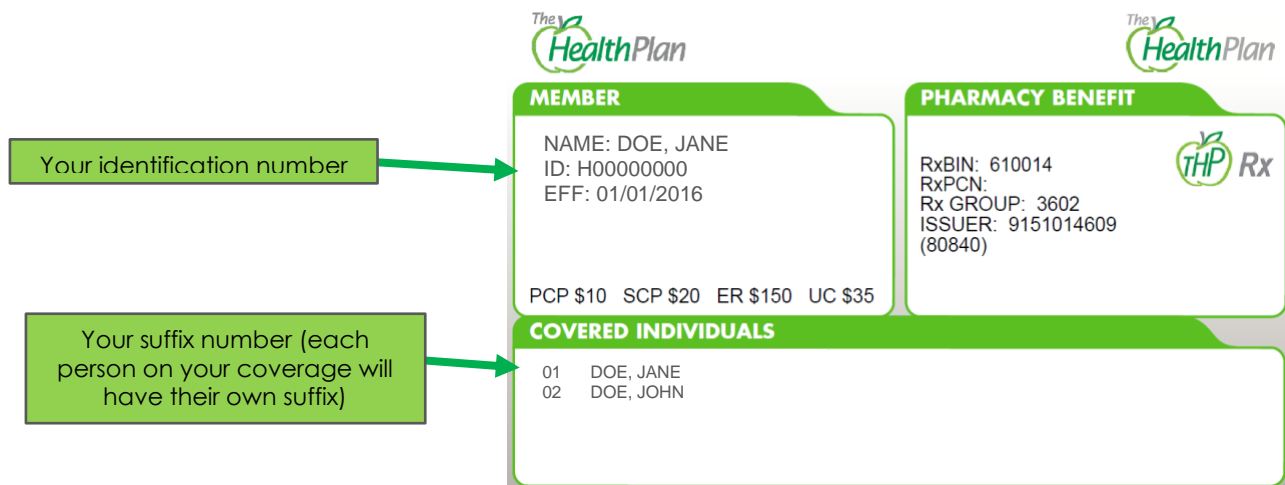 The
HealthPlan
The
HealthPlan
MEMBER
NAME: DOE, JANE
ID: H00000000
EFF: 01/01/2016
PCP $10 SCP $20 ER $150 UC $35
PHARMACY BENEFIT
RxBIN: 610014
RxPCN:
Rx GROUP: 3602
ISSUER: 9151014609
(80840)
THP Rx
Your identification number
COVERED INDIVIDUALS
01 DOE, JANE
02 DOE, JOHN
Your suffix number (each
person on your coverage will
have their own suffix)